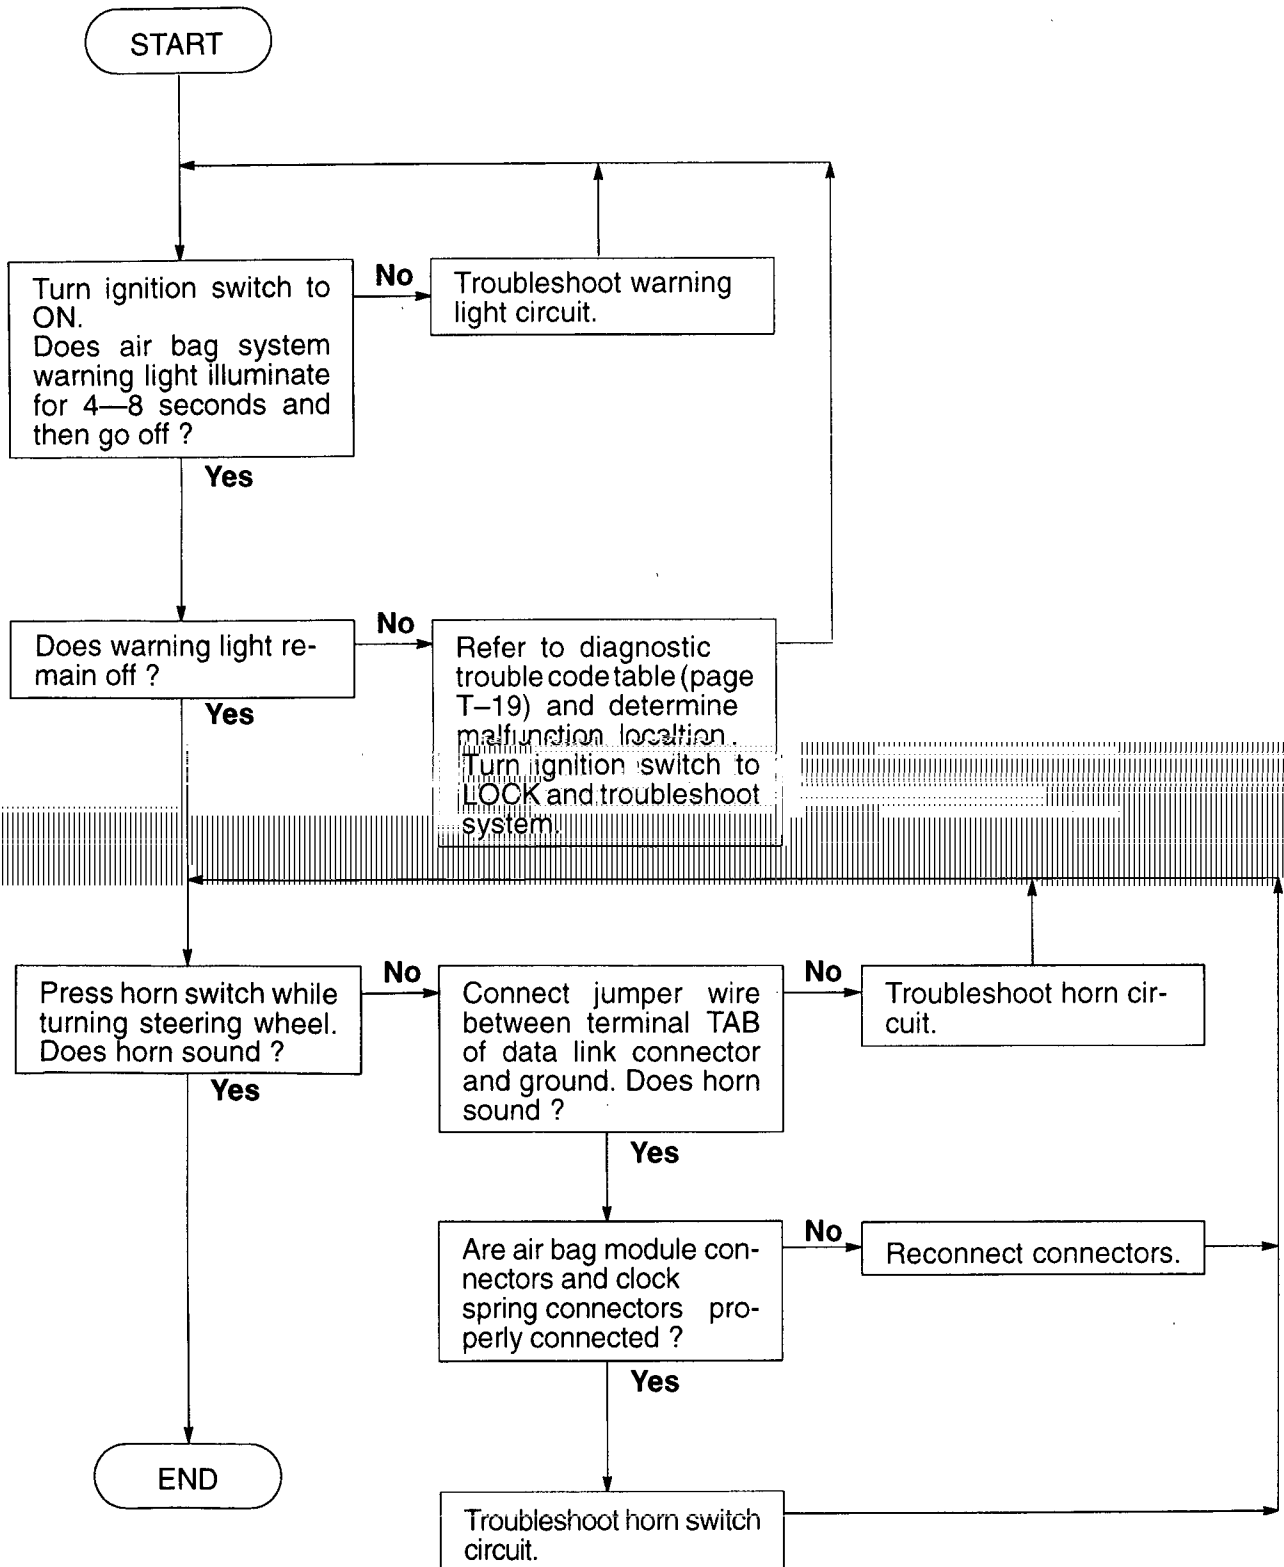 START
No
Turn ignition switch to
ON.
Does air bag system
warning light illuminate
for 4—8 seconds and
then go off ?
Troubleshoot warning
light circuit.
Yes
No
Does warning light re-
main off ?
Refer to diagnostic
trouble code table (page
T–19) and determine
malfunction localtion .
Turn ignition switch to
LOCK and troubleshoot
system.
Yes
No
No
Press horn switch while
turning steering wheel.
Does horn sound ?
Connect jumper wire
between terminal TAB
of data link connector
and ground. Does horn
sound ?
Troubleshoot horn cir-
cuit.
Yes
Yes
No
Are air bag module con-
nectors and clock
spring connectors pro-
perly connected ?
Reconnect connectors.
Yes
END
Troubleshoot horn switch
circuit.